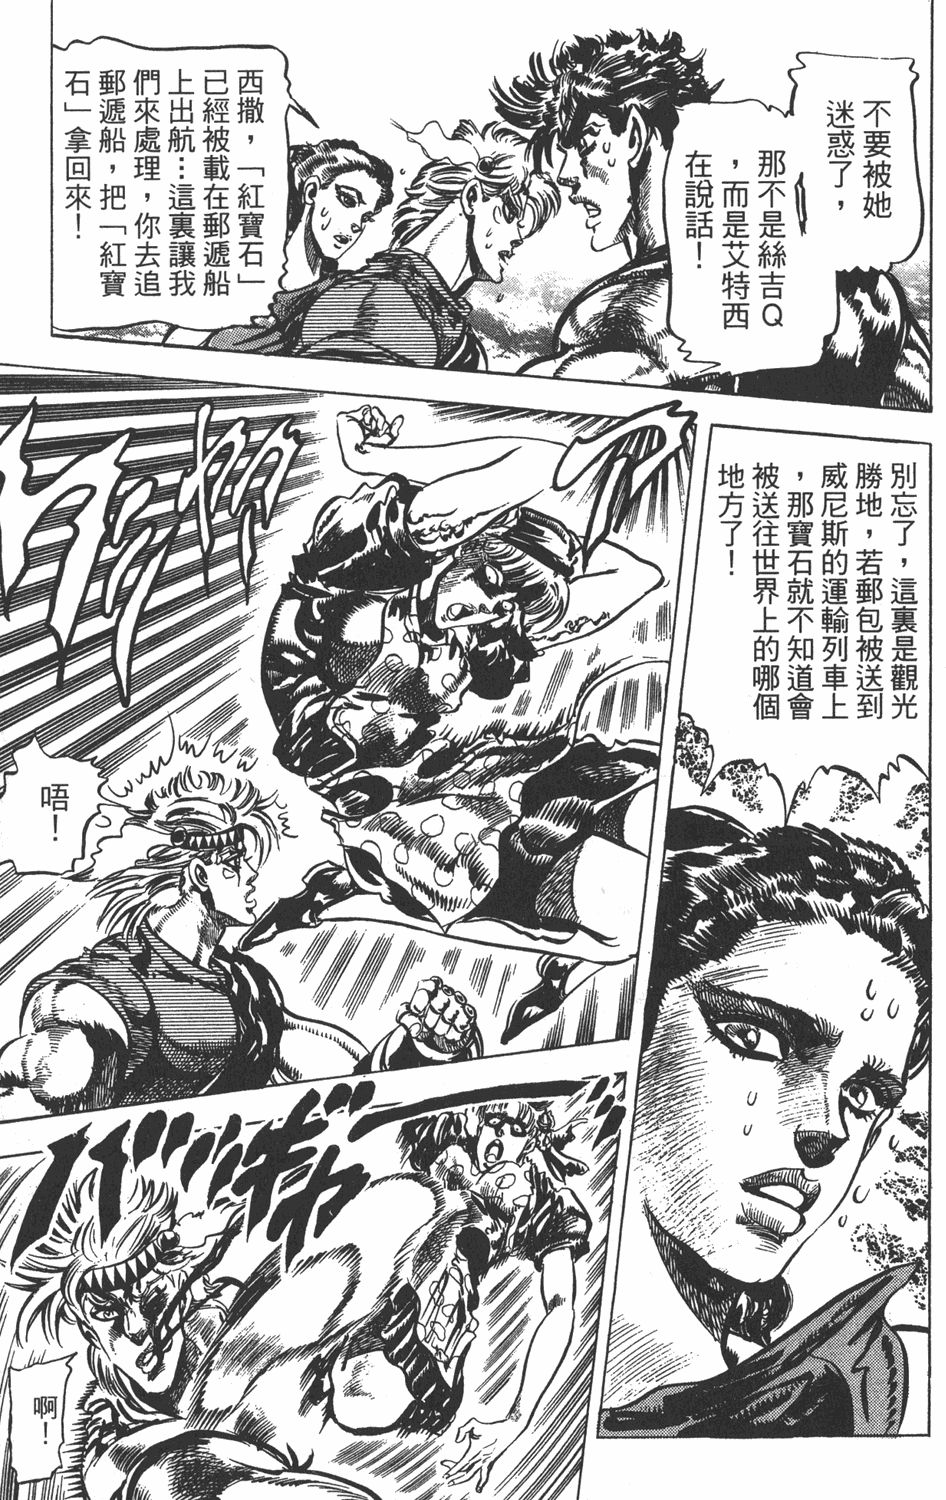 不要被她
迷惑了，
那不是絲吉Q
，而是艾特西
在說話！
西撒，「紅寶石」
已經被載在郵遞船
上出航…這裏讓我
們來處理，你去追
郵遞船，把「紅寶
石」拿回來！
別忘了，這裏是觀光
勝地，若郵包被送到
威尼斯的運輸列車上
，那寶石就不知道會
被送往世界上的哪個
地方了！
唔！
バッギャ
啊！